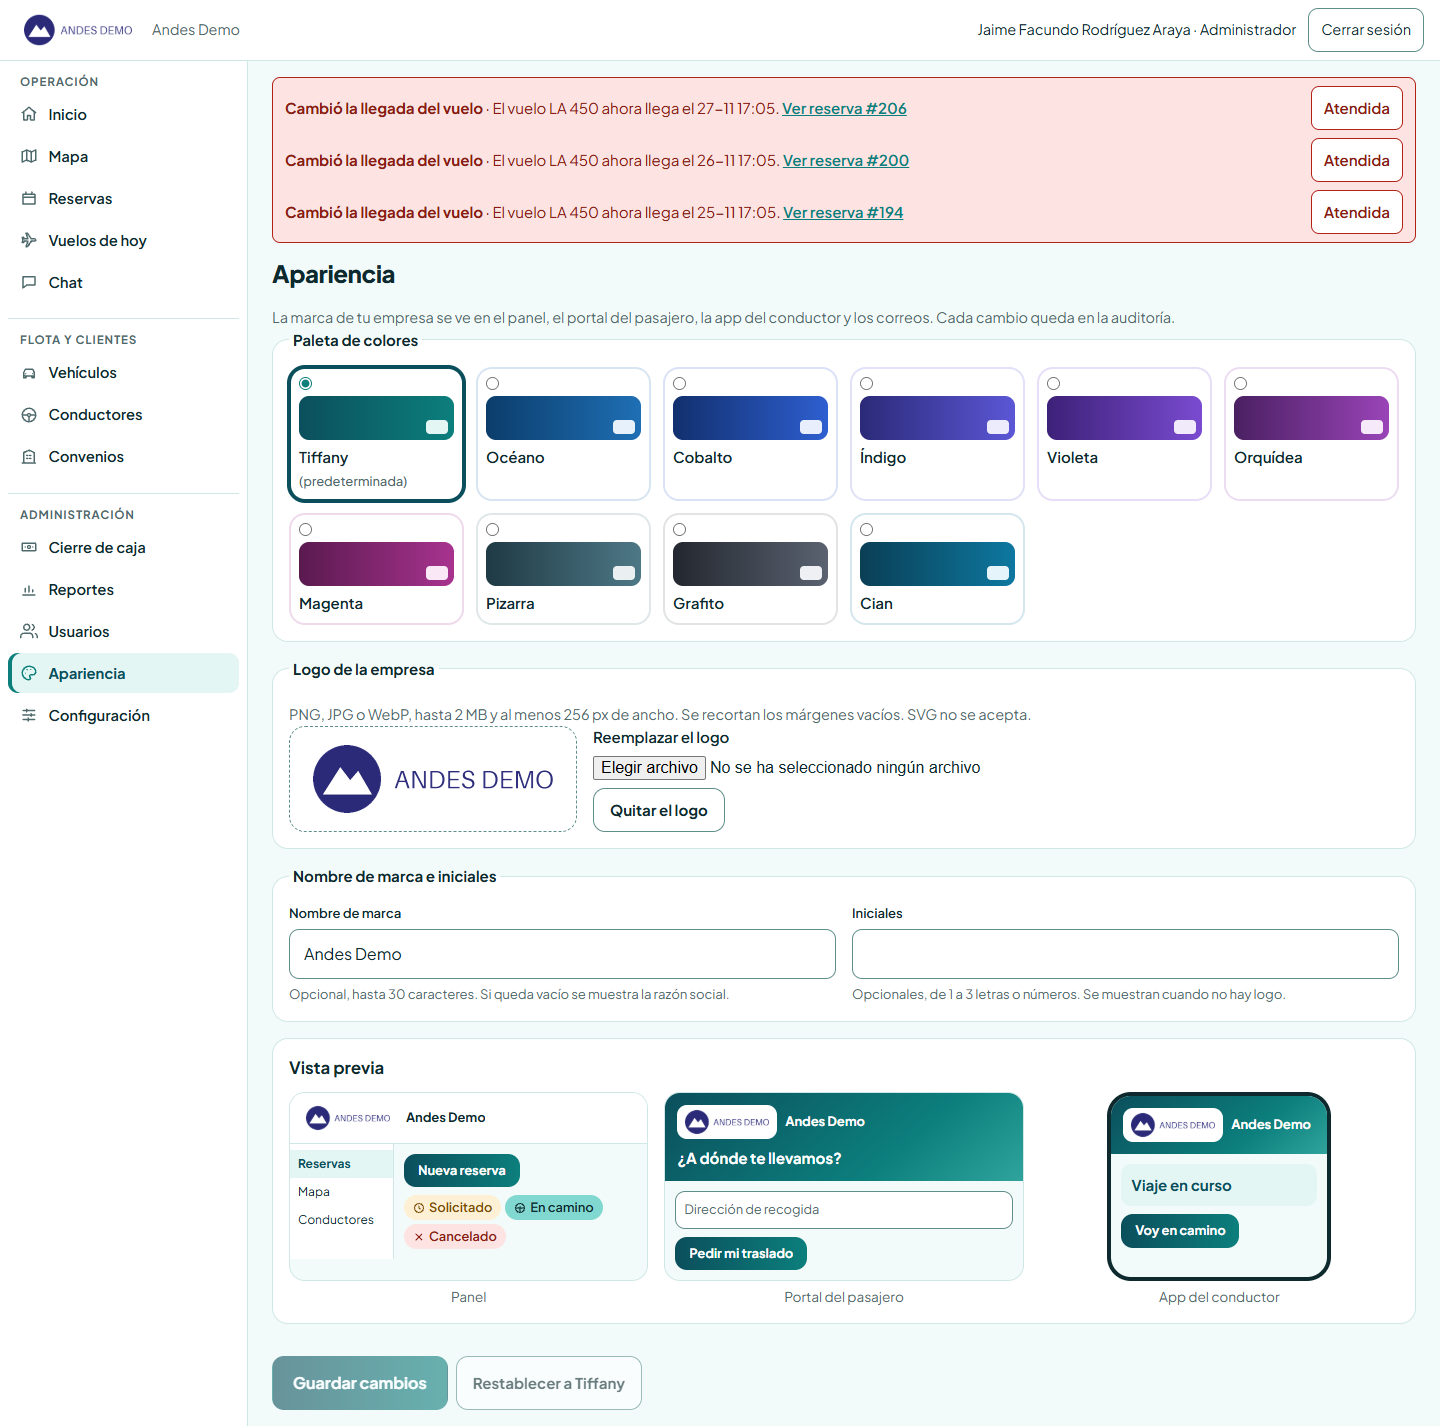 ANDES DEMO Andes Demo
Jaime Facundo Rodríguez Araya · Administrador Cerrar sesión
OPERACIÓN
Inicio
Mapa
Reservas
Vuelos de hoy
Chat
FLOTA Y CLIENTES
Vehículos
Conductores
Convenios
ADMINISTRACIÓN
Cierre de caja
Reportes
Usuarios
Apariencia
Configuración
Cambió la llegada del vuelo · El vuelo LA 450 ahora llega el 27-11 17:05. Ver reserva #206 Atendida
Cambió la llegada del vuelo · El vuelo LA 450 ahora llega el 26-11 17:05. Ver reserva #200 Atendida
Cambió la llegada del vuelo · El vuelo LA 450 ahora llega el 25-11 17:05. Ver reserva #194 Atendida
Apariencia
La marca de tu empresa se ve en el panel, el portal del pasajero, la app del conductor y los correos. Cada cambio queda en la auditoría.
Paleta de colores
Tiffany
(predeterminada)
Océano
Cobalto
Índigo
Violeta
Orquídea
Magenta
Pizarra
Grafito
Cian
Logo de la empresa
PNG, JPG o WebP, hasta 2 MB y al menos 256 px de ancho. Se recortan los márgenes vacíos. SVG no se acepta.
ANDES DEMO
Reemplazar el logo
Elegir archivo No se ha seleccionado ningún archivo
Quitar el logo
Nombre de marca e iniciales
Nombre de marca
Andes Demo
Opcional, hasta 30 caracteres. Si queda vacío se muestra la razón social.
Iniciales
Opcionales, de 1 a 3 letras o números. Se muestran cuando no hay logo.
Vista previa
ANDES DEMO Andes Demo
Reservas
Mapa
Conductores
Nueva reserva
Solicitado En camino
Cancelado
Panel
ANDES DEMO Andes Demo
¿A dónde te llevamos?
Dirección de recogida
Pedir mi traslado
Portal del pasajero
ANDES DEMO Andes Demo
Viaje en curso
Voy en camino
App del conductor
Guardar cambios Restablecer a Tiffany